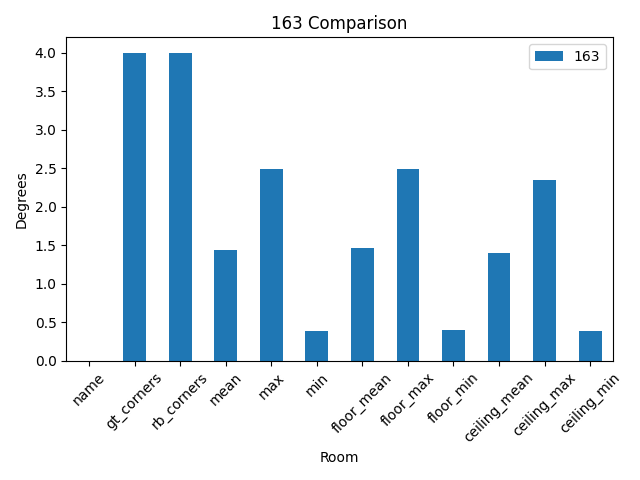 163 Comparison
163
Degrees
4.0
3.5
3.0
2.5
2.0
1.5
1.0
0.5
0.0
name
gt_corners
rb_corners
mean
max
min
floor_mean
floor_max
floor_min
ceiling_mean
ceiling_max
ceiling_min
Room